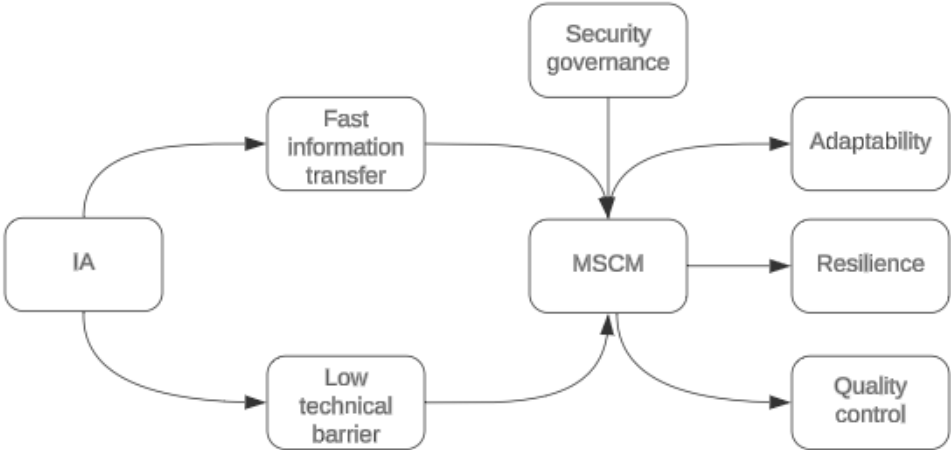 Security
governance
Fast
information
transfer
Adaptability
IA
MSCM
Resilience
Low
technical
barrier
Quality
control